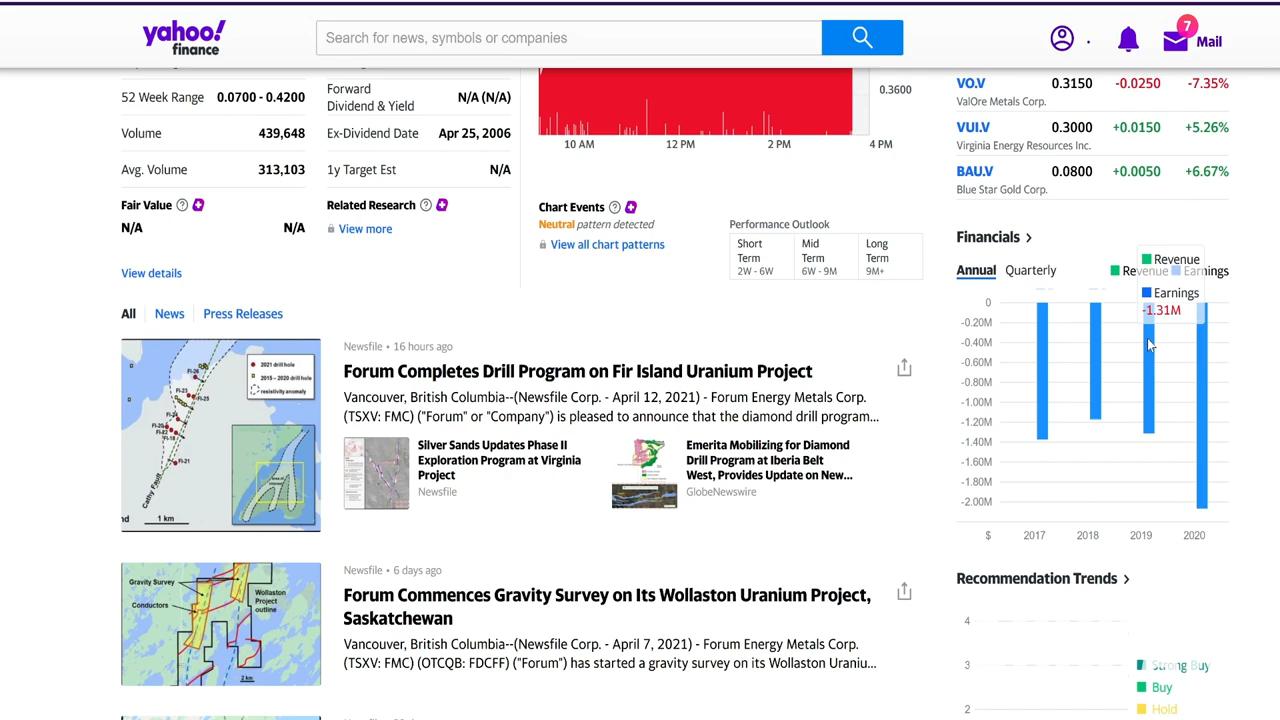 yahoo!
finance
Search for news, symbols or companies
7
Mail
52 Week Range 0.0700 - 0.4200
Volume 439,648
Avg. Volume 313,103
Fair Value
N/A N/A
View details
Forward
Dividend & Yield N/A (N/A)
Ex-Dividend Date Apr 25, 2006
1y Target Est N/A
Related Research
View more
0.3600
10 AM 12 PM 2 PM 4 PM
Chart Events
Neutral pattern detected
View all chart patterns
Performance Outlook
Short
Term
2W - 6W
Mid
Term
6W - 9M
Long
Term
9M+
All News Press Releases
2021 drill hole
2015 - 2020 drill hole
resistivity anomaly
Cathy Fault
1 km
Newsfile • 16 hours ago
Forum Completes Drill Program on Fir Island Uranium Project
Vancouver, British Columbia--(Newsfile Corp. - April 12, 2021) - Forum Energy Metals Corp.
(TSXV: FMC) ("Forum" or "Company") is pleased to announce that the diamond drill program...
Silver Sands Updates Phase II
Exploration Program at Virginia
Project
Newsfile
Emerita Mobilizing for Diamond
Drill Program at Iberia Belt
West, Provides Update on New...
GlobeNewswire
Gravity Survey
Conductors
Wollaston
Project
outline
2 km
Newsfile • 6 days ago
Forum Commences Gravity Survey on Its Wollaston Uranium Project,
Saskatchewan
Vancouver, British Columbia--(Newsfile Corp. - April 7, 2021) - Forum Energy Metals Corp.
(TSXV: FMC) (OTCQB: FDCFF) ("Forum") has started a gravity survey on its Wollaston Uraniu...
VO.V 0.3150 -0.0250 -7.35%
ValOre Metals Corp.
VUI.V 0.3000 +0.0150 +5.26%
Virginia Energy Resources Inc.
BAU.V 0.0800 +0.0050 +6.67%
Blue Star Gold Corp.
Financials
Annual Quarterly
Revenue Earnings
Revenue
Earnings
-1.31M
0
-0.20M
-0.40M
-0.60M
-0.80M
-1.00M
-1.20M
-1.40M
-1.60M
-1.80M
-2.00M
$ 2017 2018 2019 2020
Recommendation Trends
4
3
2
Strong Buy
Buy
Hold